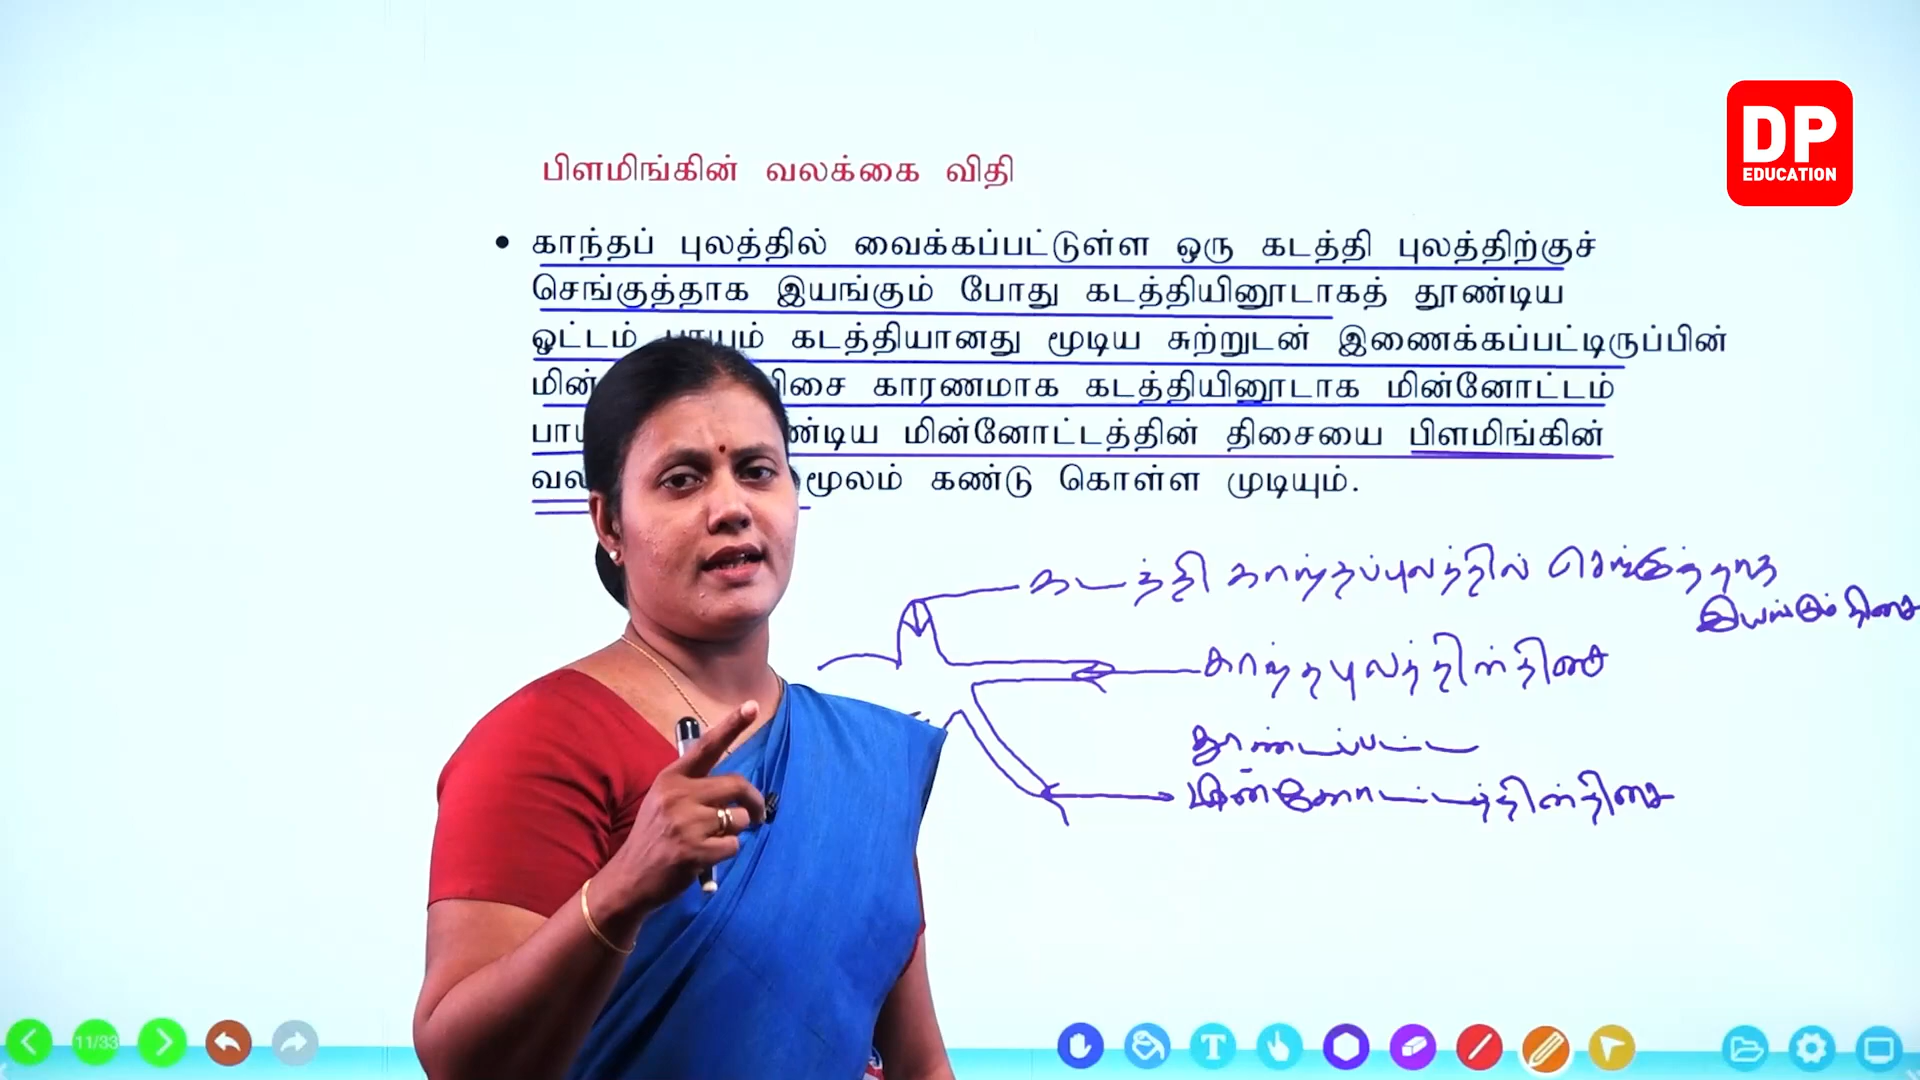 DP
EDUCATION
பிளமிங்கின் வலக்கை விதி
• காந்தப் புலத்தில் வைக்கப்பட்டுள்ள ஒரு கடத்தி புலத்திற்குச்
செங்குத்தாக இயங்கும் போது கடத்தியினூடாகத் தூண்டிய
ஒட்டம் பாயும் கடத்தியானது மூடிய சுற்றுடன் இணைக்கப்பட்டிருப்பின்
காரணமாக கடத்தியினூடாக மின்னோட்டம்
மின்னோட்டத்தின் திசையை பிளமிங்கின்
மூலம் கண்டு கொள்ள முடியும்.
கடத்தி காந்தப்புலத்தில் செங்குத்தாக
இயங்கும் திசை
காந்தபுலத்தின் திசை
தூண்டப்பட்ட
மின்னோட்டத்தின் திசை
11/33
T